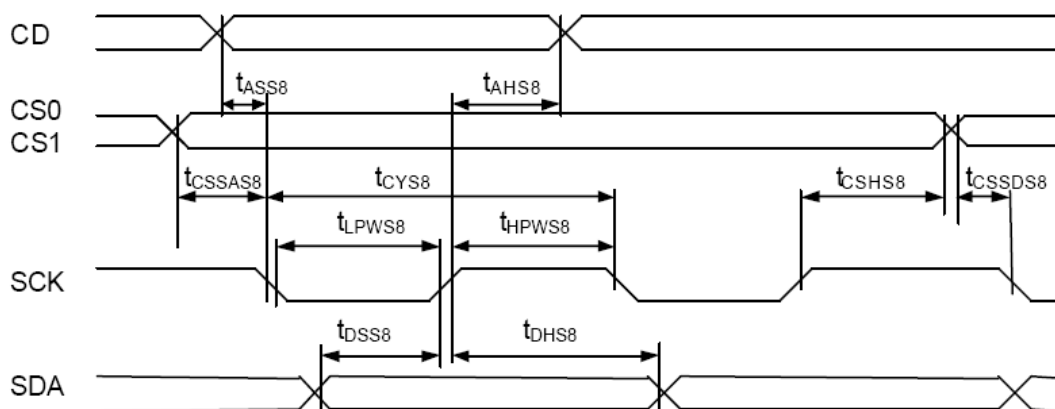 CD
tASS8 tAHS8
CS0
CS1
tCSSAS8 tCYS8 tCSHS8 tCSSDS8
tLPWS8 tHPWS8
SCK
tDSS8 tDHS8
SDA